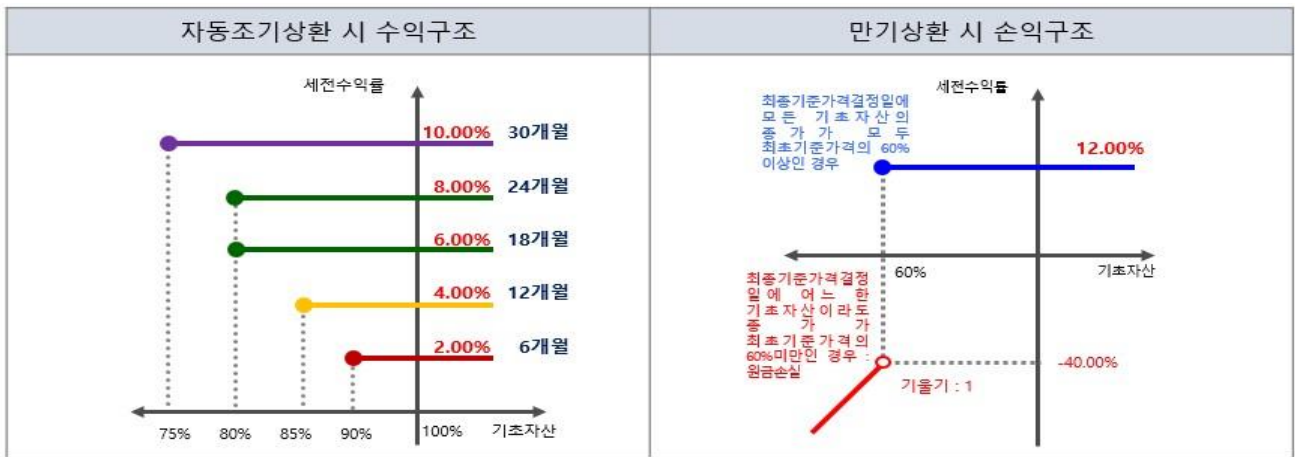 자동조기상환 시 수익구조
세전수익률
10.00% 30개월
8.00% 24개월
6.00% 18개월
4.00% 12개월
2.00% 6개월
75% 80% 85% 90% 100% 기초자산
만기상환 시 손익구조
세전수익률
최종기준가격결정일에
모든 기초자산의
종가가 모두
최초기준가격의 60%
이상인 경우
12.00%
60%
기초자산
최종기준가격결정
일에 어느 한
기초자산이라도
종가가
최초기준가격의
60%미만인 경우 :
원금손실
-40.00%
기울기 : 1